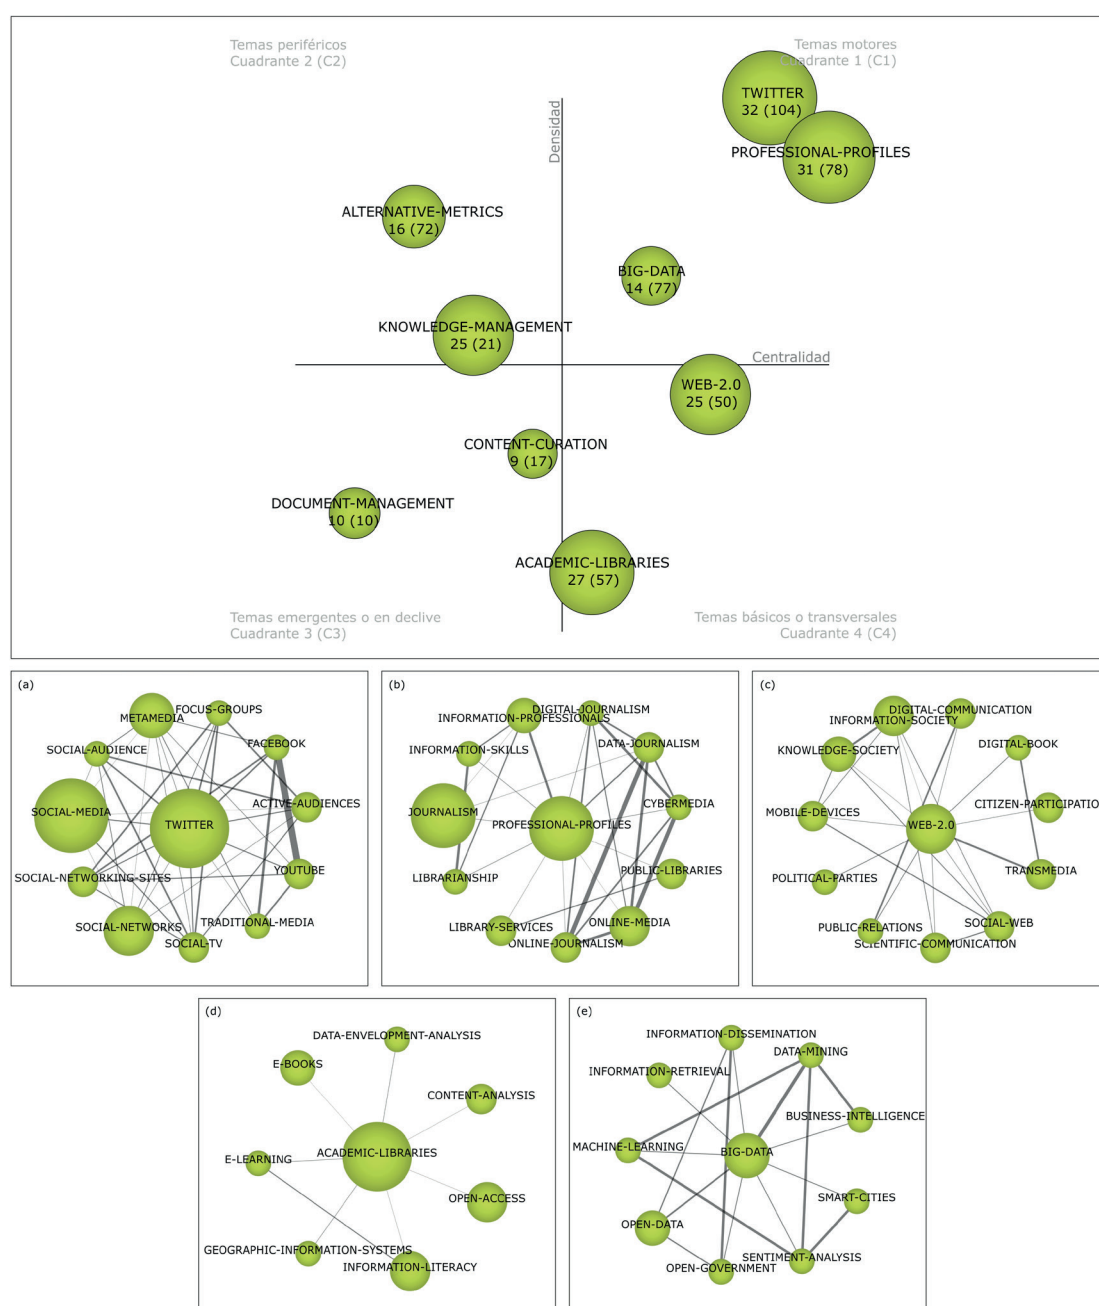 Temas periféricos
Cuadrante 2 (C2)
Temas motores
Cuadrante 1 (C1)
Densidad
TWITTER
32 (104)
PROFESSIONAL-PROFILES
31 (78)
ALTERNATIVE-METRICS
16 (72)
BIG-DATA
14 (77)
KNOWLEDGE-MANAGEMENT
25 (21)
Centralidad
WEB-2.0
25 (50)
CONTENT-CURATION
9 (17)
DOCUMENT-MANAGEMENT
10 (10)
ACADEMIC-LIBRARIES
27 (57)
Temas emergentes o en declive
Cuadrante 3 (C3)
Temas básicos o transversales
Cuadrante 4 (C4)
(a)
FOCUS-GROUPS
METAMEDIA
FACEBOOK
SOCIAL-AUDIENCE
ACTIVE-AUDIENCES
SOCIAL-MEDIA
TWITTER
YOUTUBE
SOCIAL-NETWORKING-SITES
TRADITIONAL-MEDIA
SOCIAL-NETWORKS
SOCIAL-TV
(b)
DIGITAL-JOURNALISM
INFORMATION-PROFESSIONALS
DATA-JOURNALISM
INFORMATION-SKILLS
CYBERMEDIA
JOURNALISM
PROFESSIONAL-PROFILES
PUBLIC-LIBRARIES
LIBRARIANSHIP
LIBRARY-SERVICES
ONLINE-MEDIA
ONLINE-JOURNALISM
(c)
DIGITAL-COMMUNICATION
INFORMATION-SOCIETY
DIGITAL-BOOK
KNOWLEDGE-SOCIETY
CITIZEN-PARTICIPATIO
MOBILE-DEVICES
WEB-2.0
TRANSMEDIA
POLITICAL-PARTIES
SOCIAL-WEB
PUBLIC-RELATIONS
SCIENTIFIC-COMMUNICATION
(d)
DATA-ENVELOPMENT-ANALYSIS
E-BOOKS
CONTENT-ANALYSIS
ACADEMIC-LIBRARIES
E-LEARNING
OPEN-ACCESS
GEOGRAPHIC-INFORMATION-SYSTEMS
INFORMATION-LITERACY
(e)
INFORMATION-DISSEMINATION
DATA-MINING
INFORMATION-RETRIEVAL
BUSINESS-INTELLIGENCE
MACHINE-LEARNING
BIG-DATA
SMART-CITIES
OPEN-DATA
SENTIMENT-ANALYSIS
OPEN-GOVERNMENT